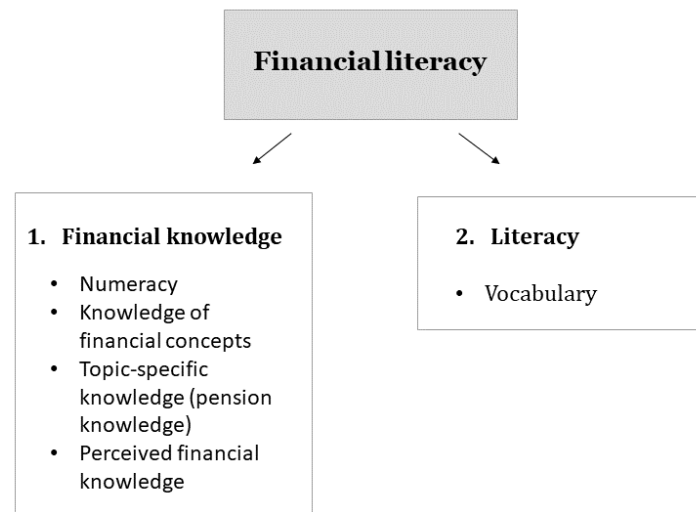 Financial literacy
1. Financial knowledge
• Numeracy
• Knowledge of
financial concepts
• Topic-specific
knowledge (pension
knowledge)
• Perceived financial
knowledge
2. Literacy
• Vocabulary